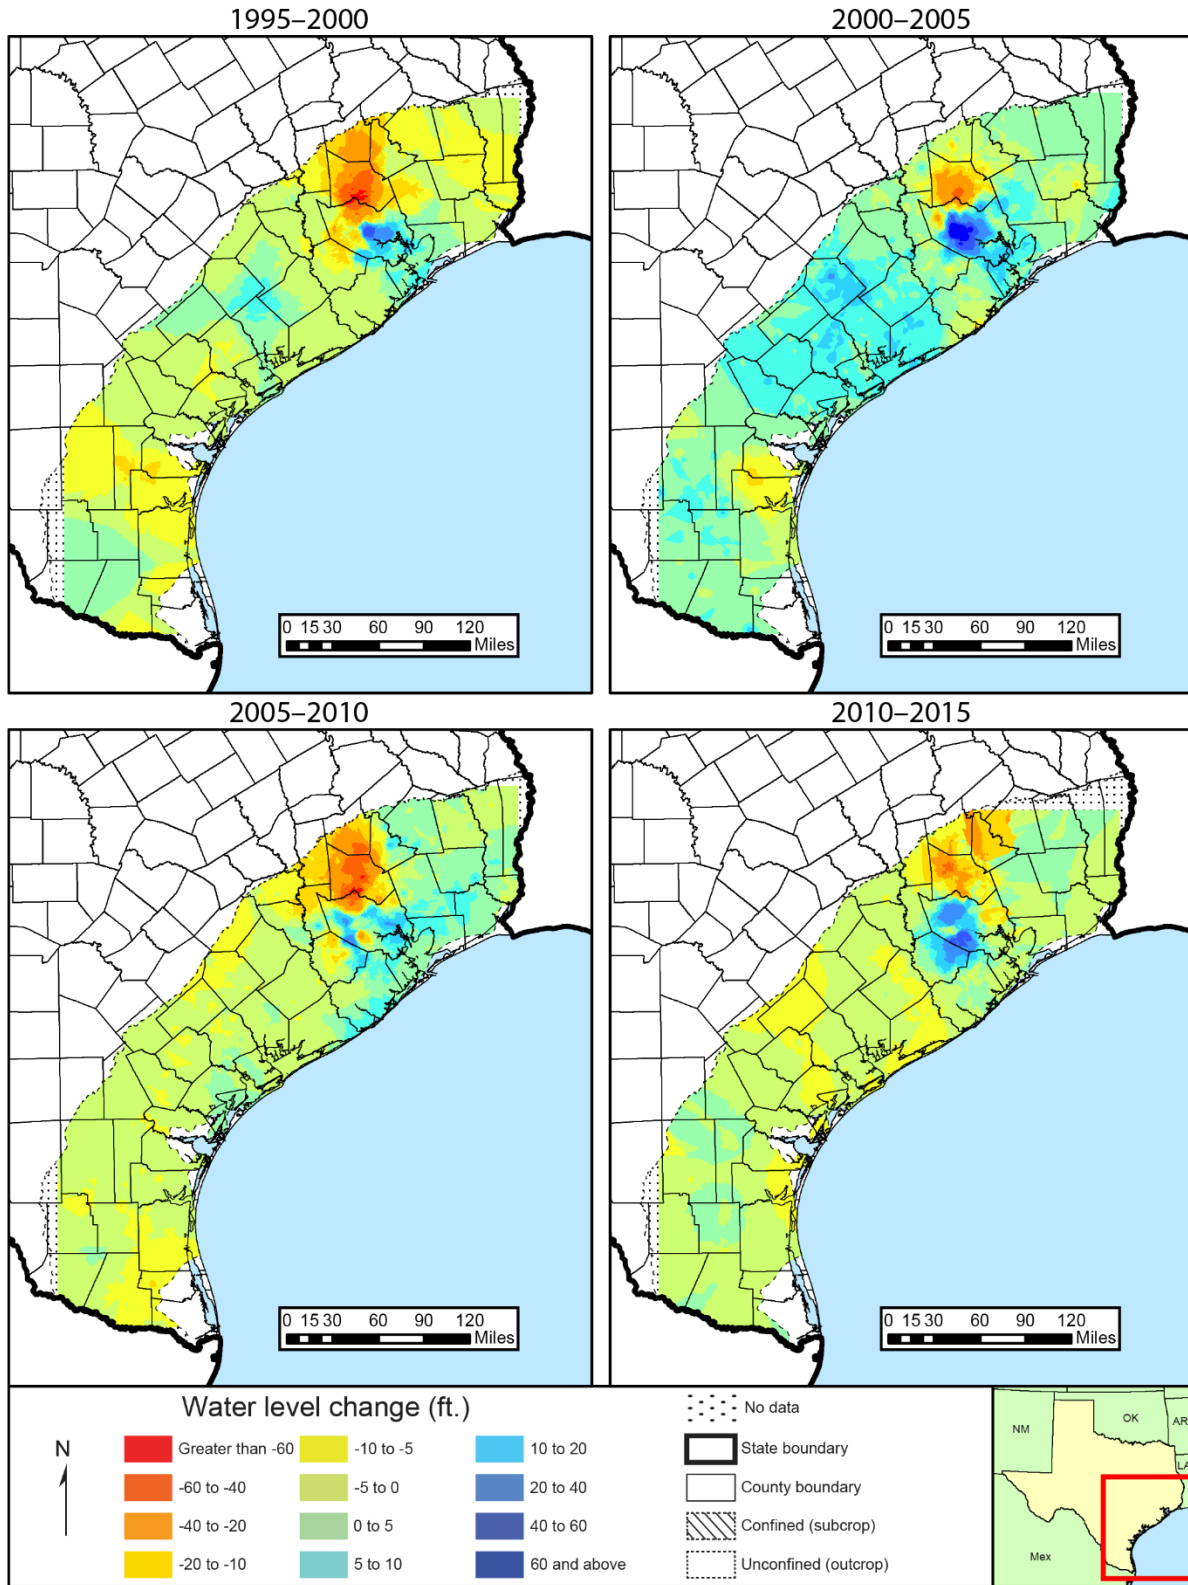 1995–2000
2000–2005
0 15 30 60 90 120
Miles
0 15 30 60 90 120
Miles
2005–2010
2010–2015
0 15 30 60 90 120
Miles
0 15 30 60 90 120
Miles
Water level change (ft.)
N
Greater than -60
-60 to -40
-40 to -20
-20 to -10
-10 to -5
-5 to 0
0 to 5
5 to 10
10 to 20
20 to 40
40 to 60
60 and above
No data
State boundary
County boundary
Confined (subcrop)
Unconfined (outcrop)
NM
OK
AR
LA
Mex